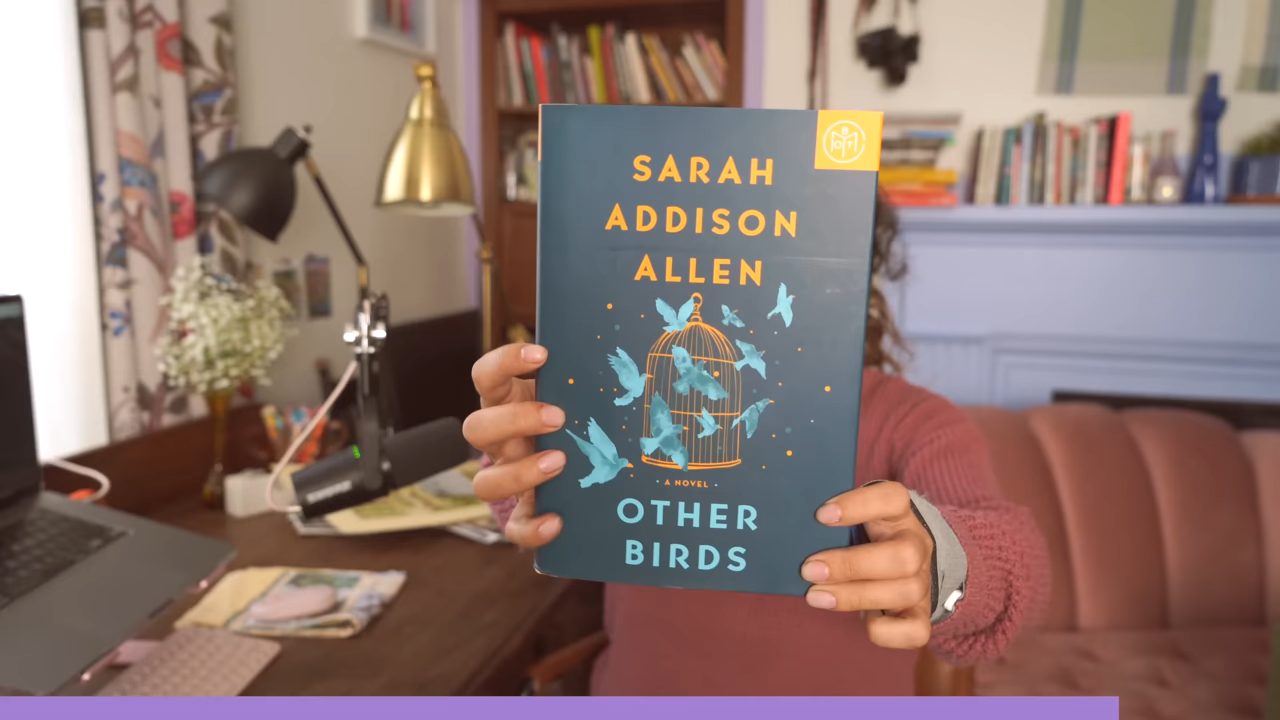 SARAH
ADDISON
ALLEN
· A NOVEL ·
OTHER
BIRDS